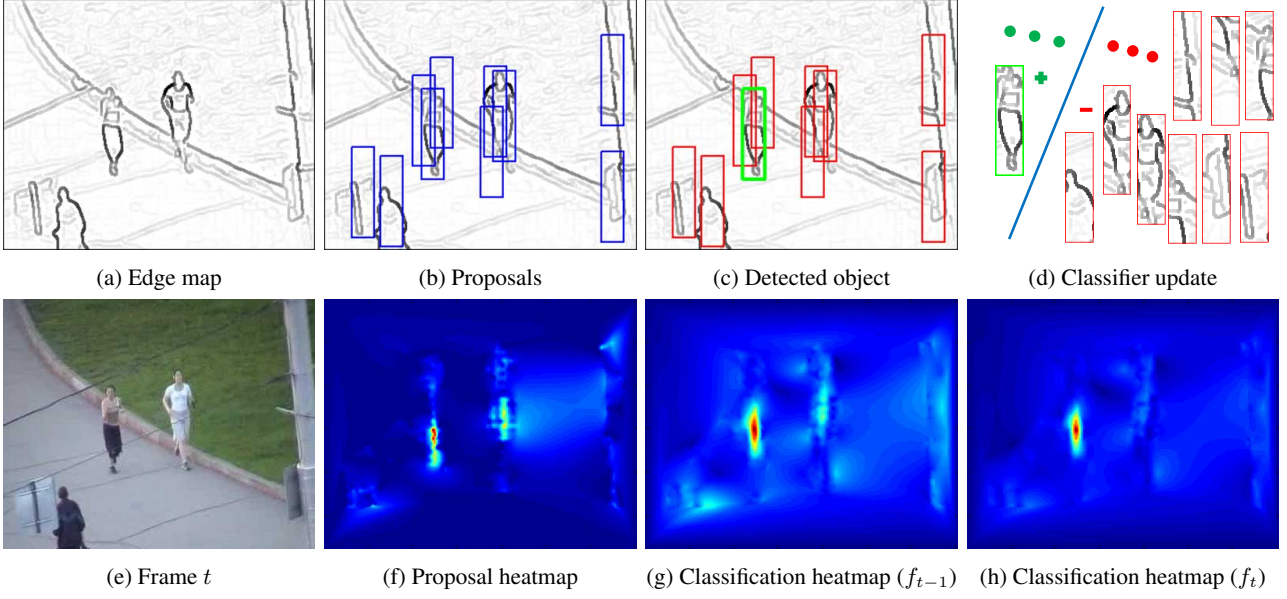 (a) Edge map
(b) Proposals
(c) Detected object
(d) Classifier update
(e) Frame t
(f) Proposal heatmap
(g) Classification heatmap (f_{t−1})
(h) Classification heatmap (f_t)